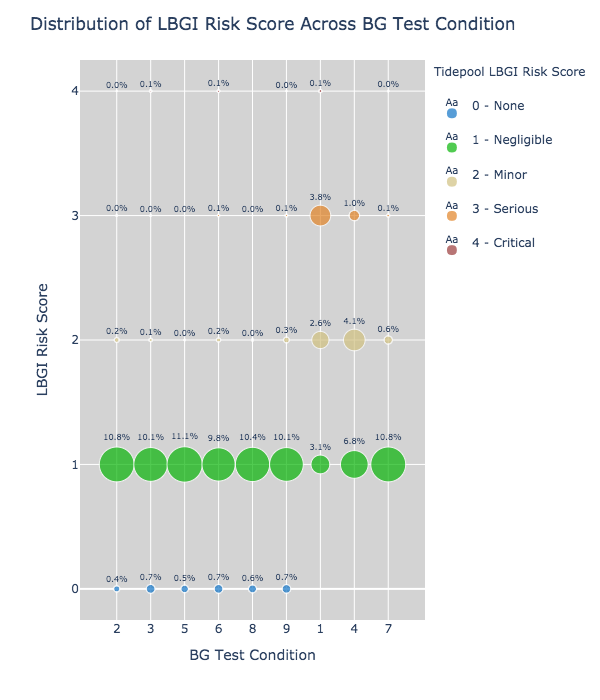 Distribution of LBGI Risk Score Across BG Test Condition
Tidepool LBGI Risk Score
Aa 0 - None
Aa 1 - Negligible
Aa 2 - Minor
Aa 3 - Serious
Aa 4 - Critical
LBGI Risk Score
4 0.0% 0.1% 0.1% 0.0% 0.1% 0.0%
3 0.0% 0.0% 0.0% 0.1% 0.0% 0.1% 3.8% 1.0% 0.1%
2 0.2% 0.1% 0.0% 0.2% 0.0% 0.3% 2.6% 4.1% 0.6%
1 10.8% 10.1% 11.1% 9.8% 10.4% 10.1% 3.1% 6.8% 10.8%
0 0.4% 0.7% 0.5% 0.7% 0.6% 0.7%
2 3 5 6 8 9 1 4 7
BG Test Condition